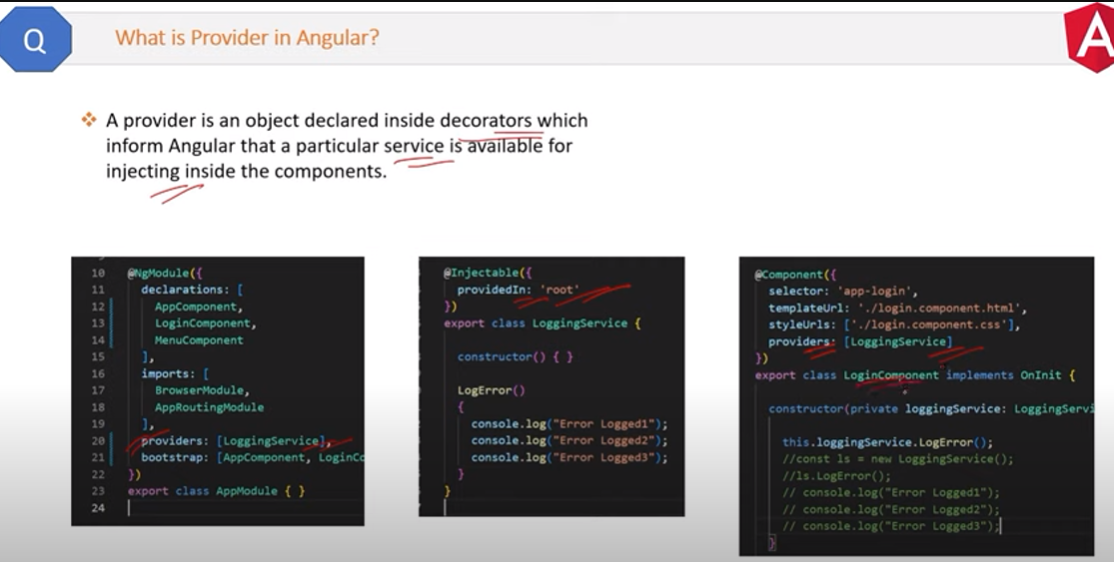 Q
What is Provider in Angular?
A
❖ A provider is an object declared inside decorators which
inform Angular that a particular service is available for
injecting inside the components.
10 @NgModule({
11 declarations: [
12 AppComponent,
13 LoginComponent,
14 MenuComponent
15 ],
16 imports: [
17 BrowserModule,
18 AppRoutingModule
19 ],
20 providers: [LoggingService],
21 bootstrap: [AppComponent, LoginCo
22 })
23 export class AppModule { }
24
@Injectable({
providedIn: 'root'
})
export class LoggingService {
constructor() { }
LogError()
{
console.log("Error Logged1");
console.log("Error Logged2");
console.log("Error Logged3");
}
}
@Component({
selector: 'app-login',
templateUrl: './login.component.html',
styleUrls: ['./login.component.css'],
providers: [LoggingService]
})
export class LoginComponent implements OnInit {
constructor(private loggingService: LoggingServi
this.loggingService.LogError();
//const ls = new LoggingService();
//ls.LogError();
// console.log("Error Logged1");
// console.log("Error Logged2");
// console.log("Error Logged3");
}